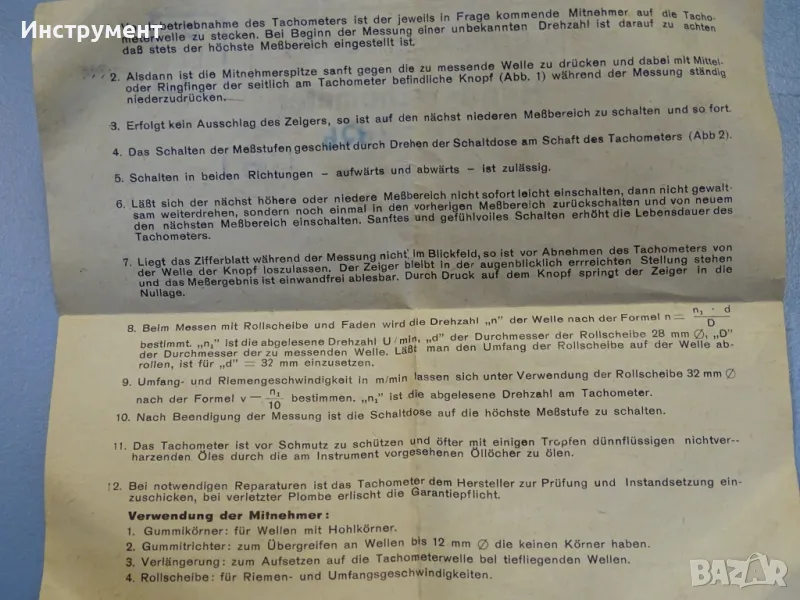 Инструмент
betriebnahme des Tachometers ist der jeweils in Frage kommende Mitnehmer auf die Tacho-
meterwelle zu stecken. Bei Beginn der Messung einer unbekannten Drehzahl ist darauf zu achten
daß stets der höchste Meßbereich eingestellt ist.
2. Alsdann ist die Mitnehmerspitze sanft gegen die zu messende Welle zu drücken und dabei mit Mittel-
oder Ringfinger der seitlich am Tachometer befindliche Knopf (Abb. 1) während der Messung ständig
niederzudrücken.
3. Erfolgt kein Ausschlag des Zeigers, so ist auf den nächst niederen Meßbereich zu schalten und so fort.
4. Das Schalten der Meßstufen geschieht durch Drehen der Schaltdose am Schaft des Tachometers (Abb 2).
5. Schalten in beiden Richtungen – aufwärts und abwärts – ist zulässig.
6. Läßt sich der nächst höhere oder niedere Meßbereich nicht sofort leicht einschalten, dann nicht gewalt-
sam weiterdrehen, sondern noch einmal in den vorherigen Meßbereich zurückschalten und von neuem
den nächsten Meßbereich einschalten. Sanftes und gefühlvolles Schalten erhöht die Lebensdauer des
Tachometers.
7. Liegt das Zifferblatt während der Messung nicht im Blickfeld, so ist vor Abnehmen des Tachometers von
der Welle der Knopf loszulassen. Der Zeiger bleibt in der augenblicklich errreichten Stellung stehen
und das Meßergebnis ist einwandfrei ablesbar. Durch Druck auf dem Knopf springt der Zeiger in die
Nullage.
8. Beim Messen mit Rollscheibe und Faden wird die Drehzahl „n" der Welle nach der Formel n = n₁ · d / D
bestimmt. „n₁" ist die abgelesene Drehzahl U/min, „d" der Durchmesser der Rollscheibe 28 mm ∅, „D"
der Durchmesser der zu messenden Welle. Läßt man den Umfang der Rollscheibe auf der Welle ab-
rollen, ist für „d" = 32 mm einzusetzen.
9. Umfang- und Riemengeschwindigkeit in m/min lassen sich unter Verwendung der Rollscheibe 32 mm ∅
nach der Formel v — n₁ / 10 bestimmen. „n₁" ist die abgelesene Drehzahl am Tachometer.
10. Nach Beendigung der Messung ist die Schaltdose auf die höchste Meßstufe zu schalten.
11. Das Tachometer ist vor Schmutz zu schützen und öfter mit einigen Tropfen dünnflüssigen nichtver--
harzenden Öles durch die am Instrument vorgesehenen Öllöcher zu ölen.
12. Bei notwendigen Reparaturen ist das Tachometer dem Hersteller zur Prüfung und Instandsetzung ein-
zuschicken, bei verletzter Plombe erlischt die Garantiepflicht.
Verwendung der Mitnehmer:
1. Gummikörner: für Wellen mit Hohlkörner.
2. Gummitrichter: zum Übergreifen an Wellen bis 12 mm ∅ die keinen Körner haben.
3. Verlängerung: zum Aufsetzen auf die Tachometerwelle bei tiefliegenden Wellen.
4. Rollscheibe: für Riemen- und Umfangsgeschwindigkeiten.
BAZAR